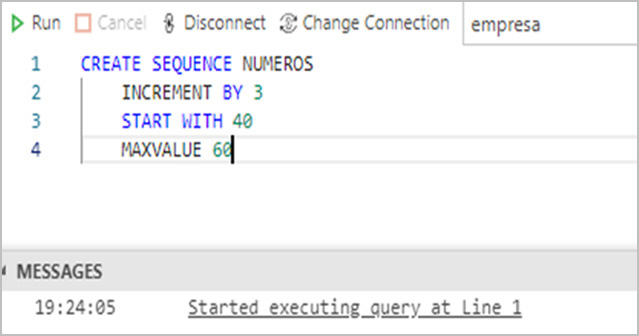 Run Cancel Disconnect Change Connection empresa
1 CREATE SEQUENCE NUMEROS
2 INCREMENT BY 3
3 START WITH 40
4 MAXVALUE 60
MESSAGES
19:24:05 Started executing query at Line 1